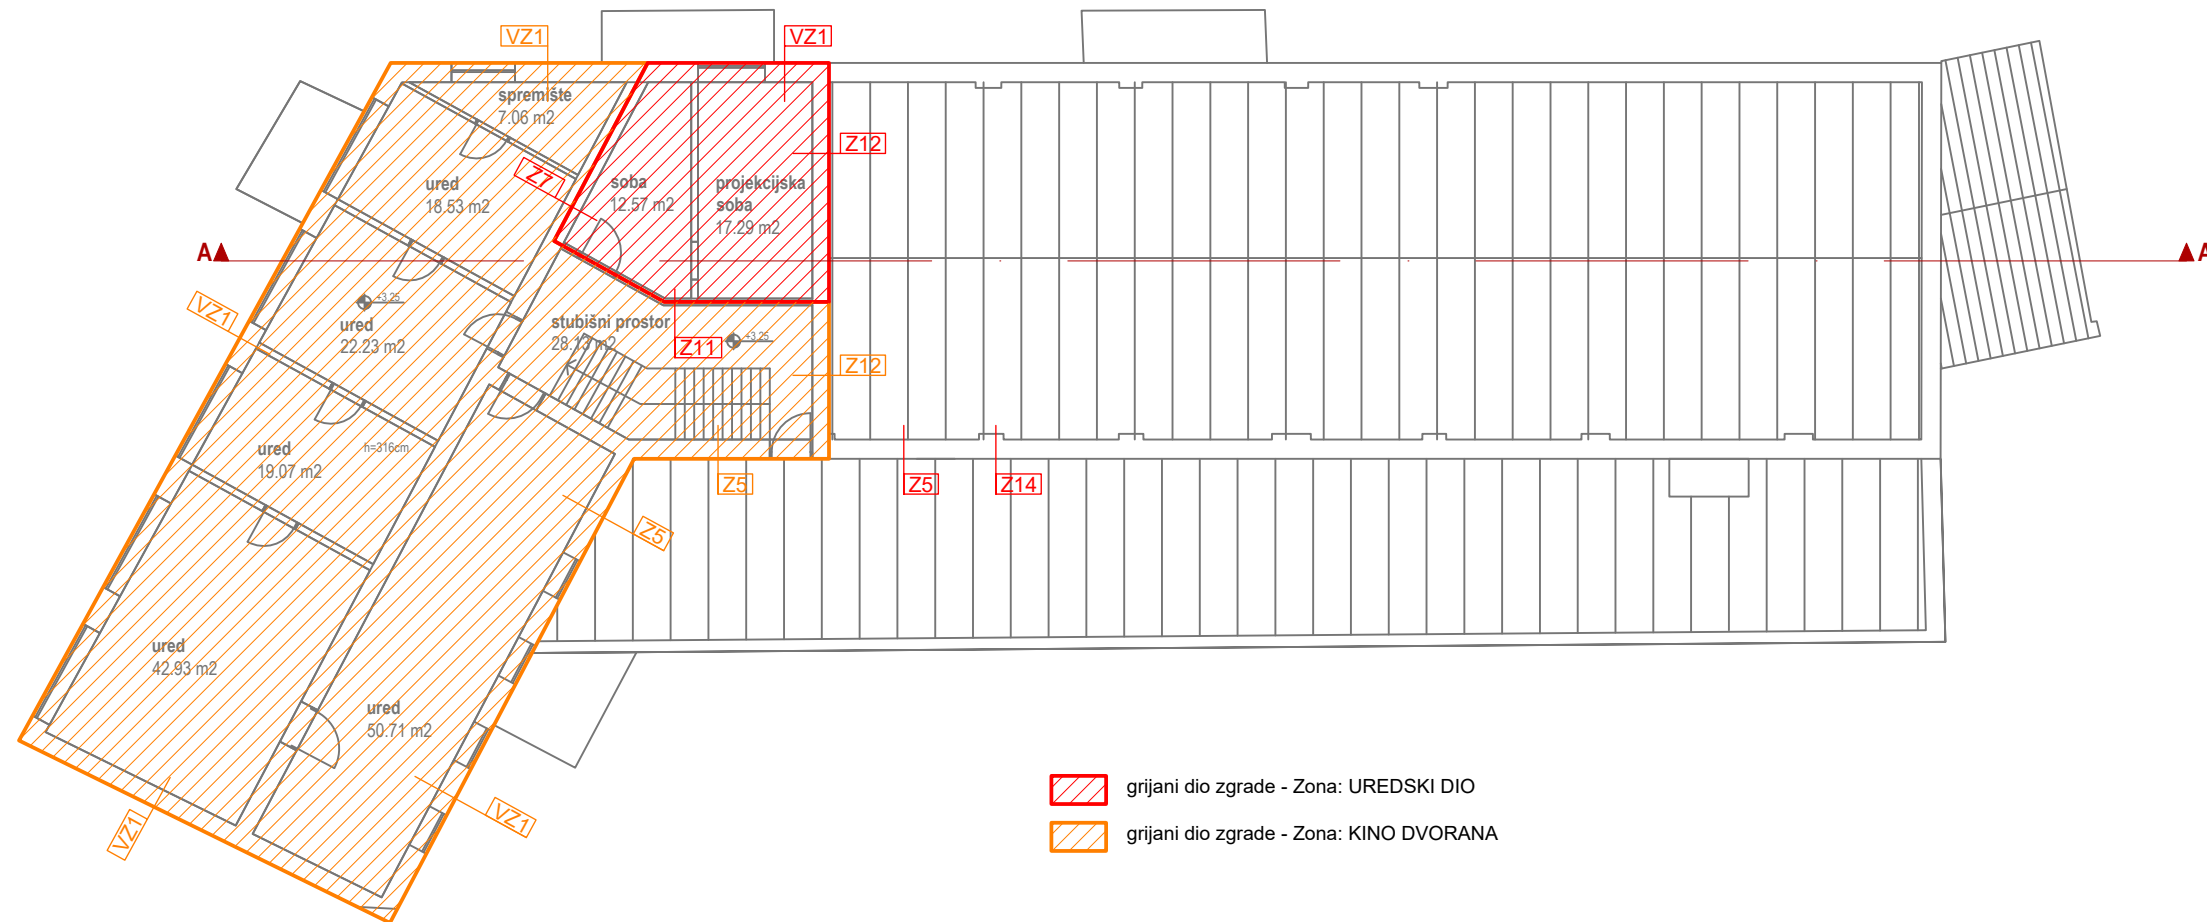 VZ1
VZ1
spremište
7.06 m2
Z12
Z7
ured
18.53 m2
soba
12.57 m2
projekcijska
soba
17.29 m2
A
A
VZ1
+3.25
ured
22.23 m2
stubišni prostor
28.13 m2
+3.25
Z11
Z12
ured
19.07 m2
h=316cm
Z5
Z5
Z14
Z5
ured
42.93 m2
ured
50.71 m2
VZ1
VZ1
grijani dio zgrade - Zona: UREDSKI DIO
grijani dio zgrade - Zona: KINO DVORANA